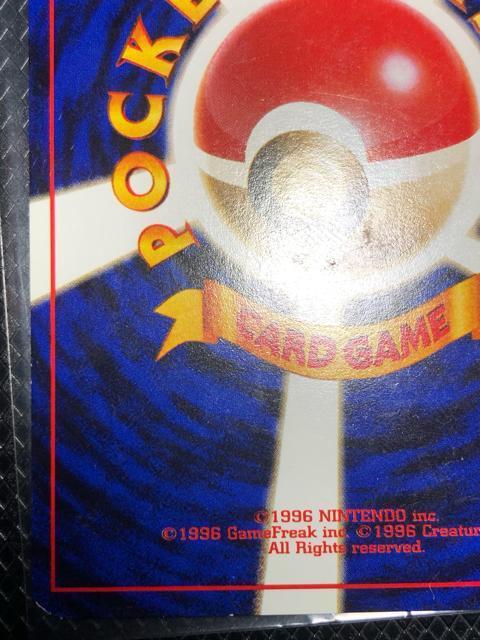 POCKE
CARD GAME
©1996 NINTENDO inc.
©1996 GameFreak inc. ©1996 Creatur
All Rights reserved.